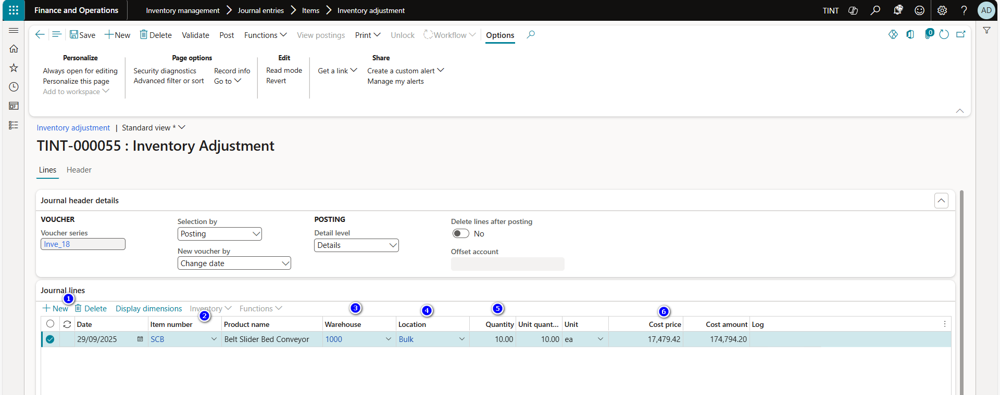 Finance and Operations
Inventory management > Journal entries > Items > Inventory adjustment
TINT
25
?
AD
Save New Delete Validate Post Functions View postings Print Unlock Workflow Options
0
Personalize
Always open for editing
Personalize this page
Add to workspace
Page options
Security diagnostics
Advanced filter or sort
Record info
Go to
Edit
Read mode
Revert
Share
Get a link
Create a custom alert
Manage my alerts
Inventory adjustment | Standard view *
TINT-000055 : Inventory Adjustment
Lines Header
Journal header details
VOUCHER
Voucher series
Inve_18
Selection by
Posting
New voucher by
Change date
POSTING
Detail level
Details
Delete lines after posting
No
Offset account
Journal lines
1
+ New Delete Display dimensions Inventory Functions
2
3
4
5
6
Date Item number Product name Warehouse Location Quantity Unit quant... Unit Cost price Cost amount Log
29/09/2025 SCB Belt Slider Bed Conveyor 1000 Bulk 10.00 10.00 ea 17,479.42 174,794.20